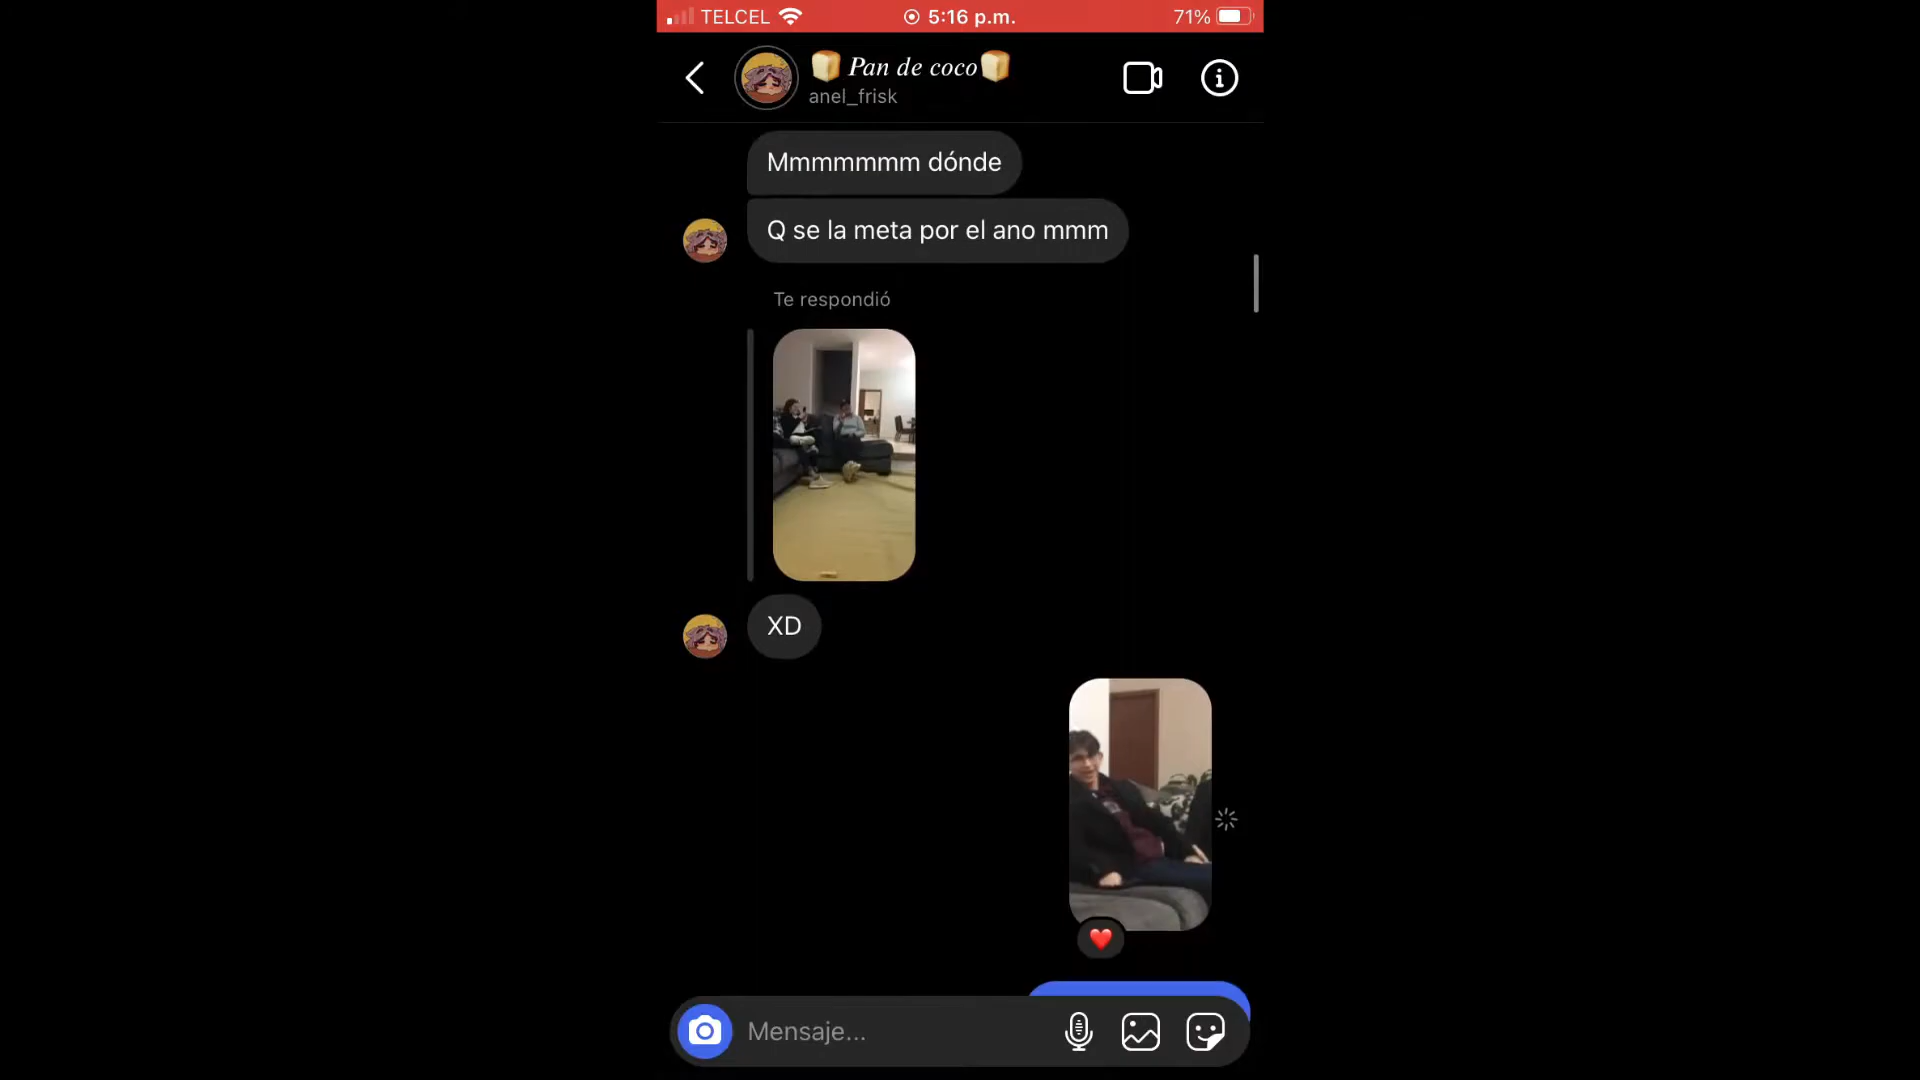 TELCEL 5:16 p.m. 71%
Pan de coco
anel_frisk
Mmmmmmm dónde
Q se la meta por el ano mmm
Te respondió
XD
Mensaje...